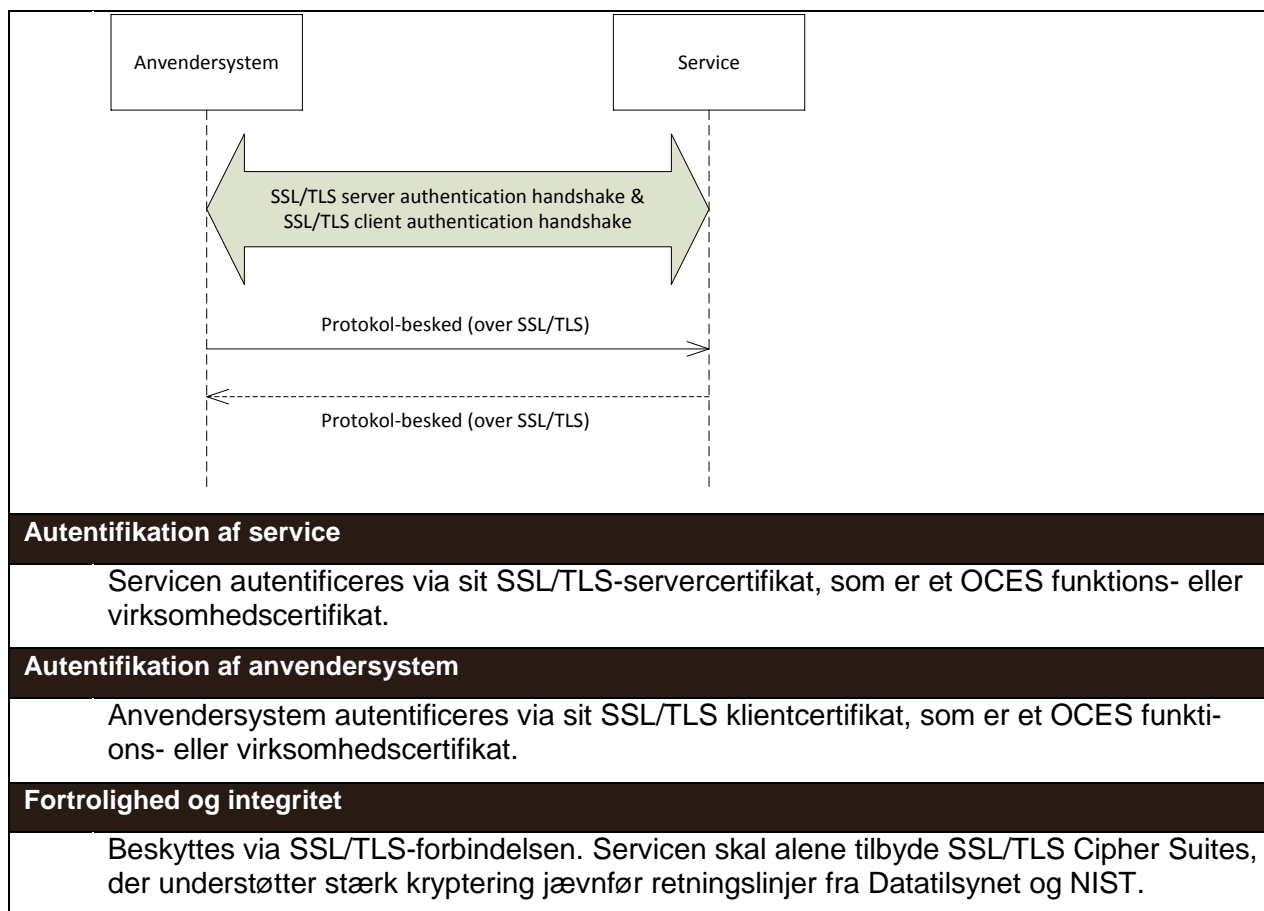 Anvendersystem
Service
SSL/TLS server authentication handshake &
SSL/TLS client authentication handshake
Protokol-besked (over SSL/TLS)
Protokol-besked (over SSL/TLS)
Autentifikation af service
Servicen autentificeres via sit SSL/TLS-servercertifikat, som er et OCES funktions- eller
virksomhedscertifikat.
Autentifikation af anvendersystem
Anvendersystem autentificeres via sit SSL/TLS klientcertifikat, som er et OCES funkti-
ons- eller virksomhedscertifikat.
Fortrolighed og integritet
Beskyttes via SSL/TLS-forbindelsen. Servicen skal alene tilbyde SSL/TLS Cipher Suites,
der understøtter stærk kryptering jævnfør retningslinjer fra Datatilsynet og NIST.